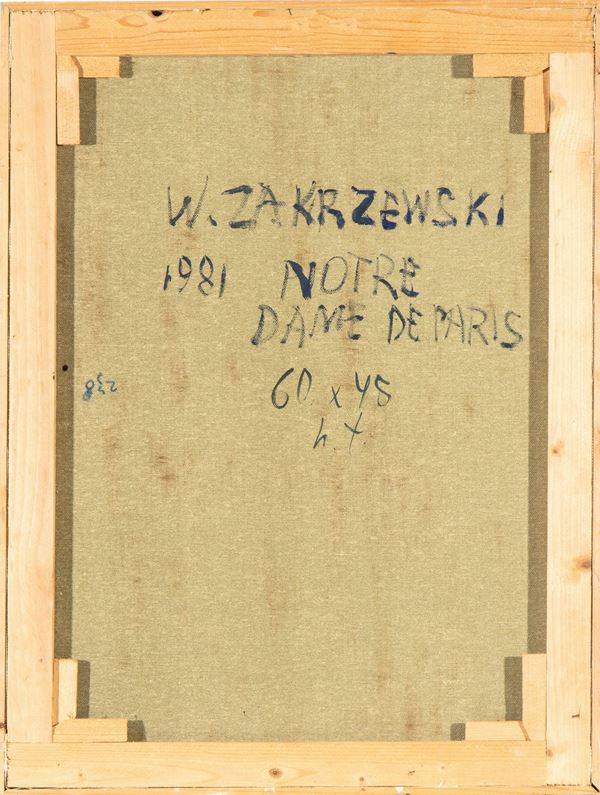 W. ZAKRZEWSKI
1981 NOTRE
DAME DE PARIS
60 x 45